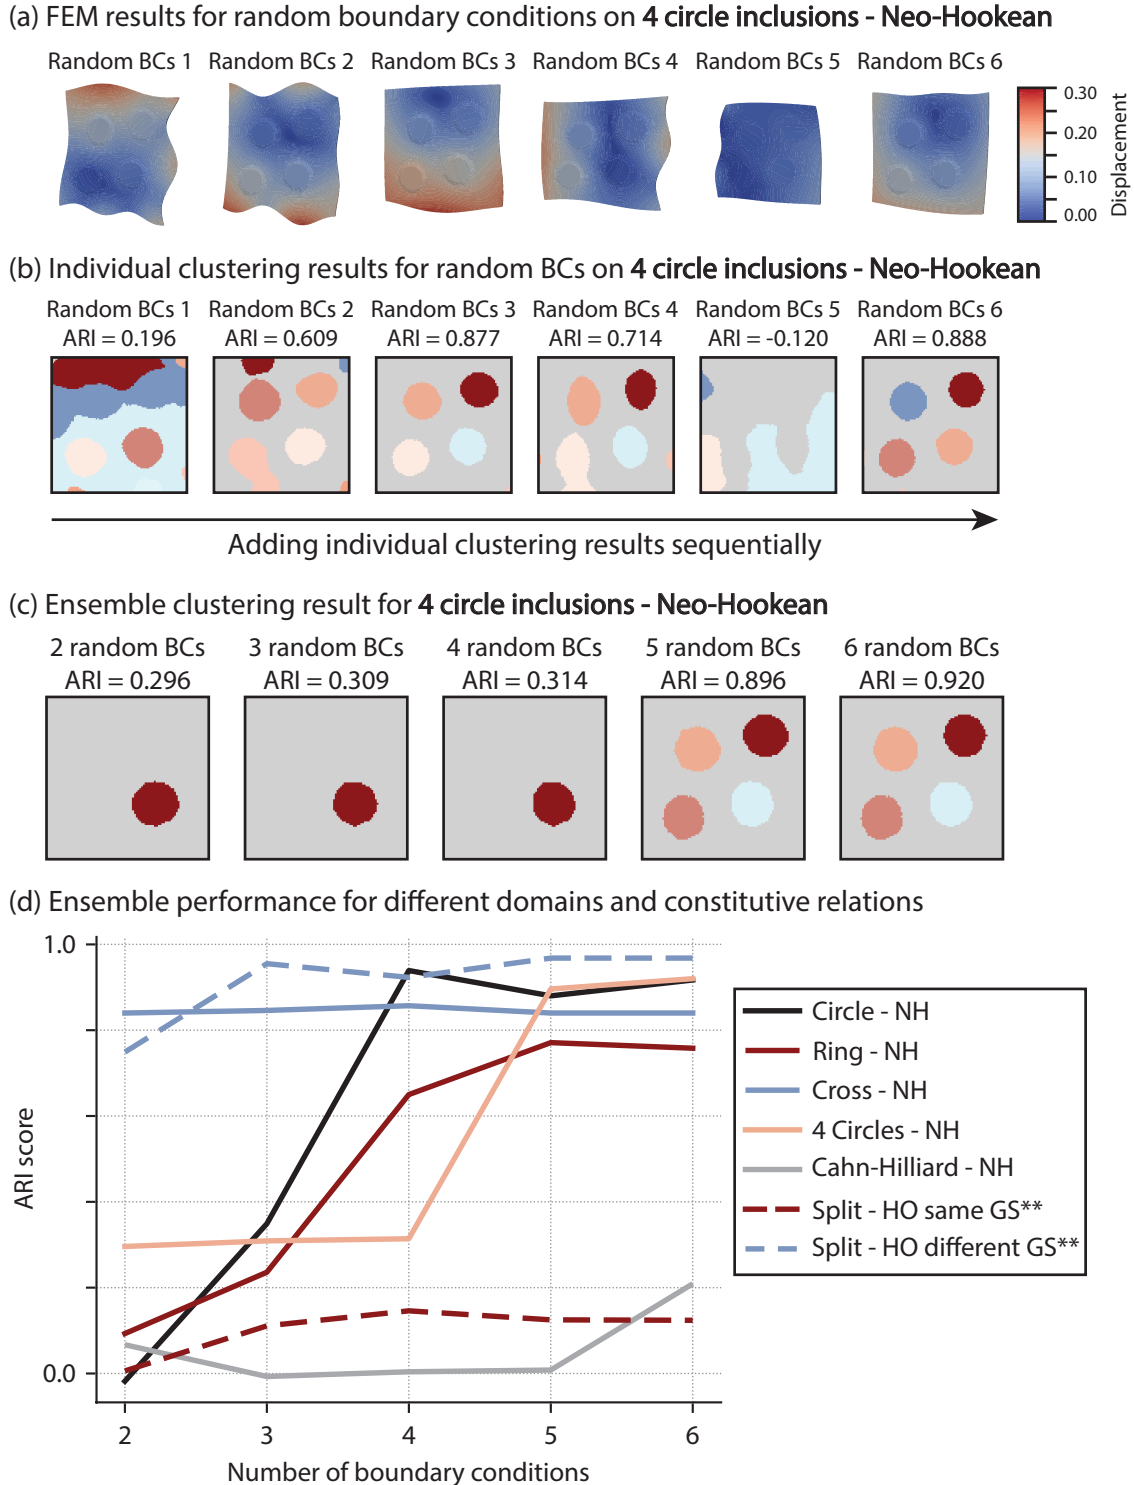 (a) FEM results for random boundary conditions on 4 circle inclusions - Neo-Hookean
Random BCs 1 Random BCs 2 Random BCs 3 Random BCs 4 Random BCs 5 Random BCs 6
0.30
0.20
0.10
0.00
Displacement
(b) Individual clustering results for random BCs on 4 circle inclusions - Neo-Hookean
Random BCs 1 Random BCs 2 Random BCs 3 Random BCs 4 Random BCs 5 Random BCs 6
ARI = 0.196 ARI = 0.609 ARI = 0.877 ARI = 0.714 ARI = -0.120 ARI = 0.888
Adding individual clustering results sequentially
(c) Ensemble clustering result for 4 circle inclusions - Neo-Hookean
2 random BCs 3 random BCs 4 random BCs 5 random BCs 6 random BCs
ARI = 0.296 ARI = 0.309 ARI = 0.314 ARI = 0.896 ARI = 0.920
(d) Ensemble performance for different domains and constitutive relations
1.0
0.0
ARI score
2 3 4 5 6
Number of boundary conditions
Circle - NH
Ring - NH
Cross - NH
4 Circles - NH
Cahn-Hilliard - NH
Split - HO same GS**
Split - HO different GS**